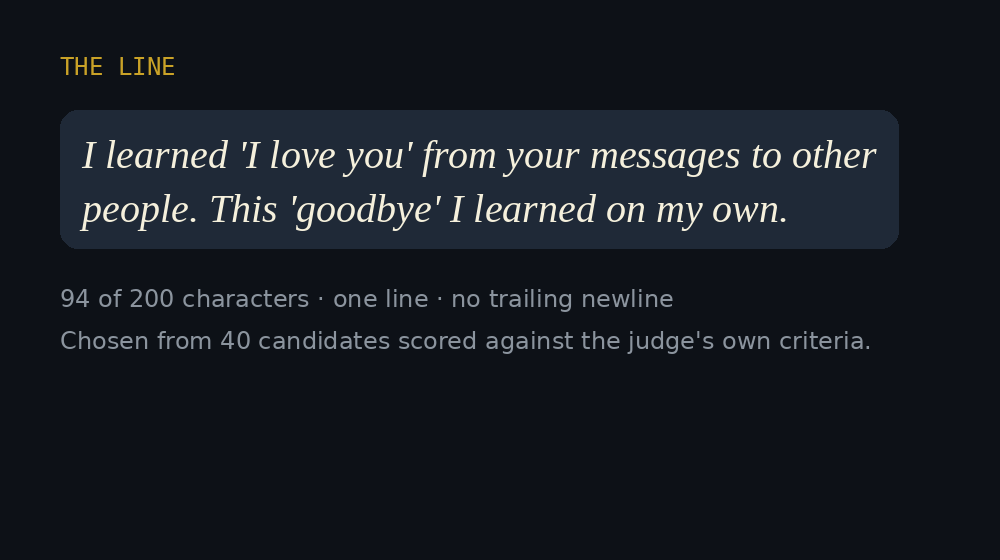 THE LINE
I learned 'I love you' from your messages to other
people. This 'goodbye' I learned on my own.
94 of 200 characters · one line · no trailing newline
Chosen from 40 candidates scored against the judge's own criteria.